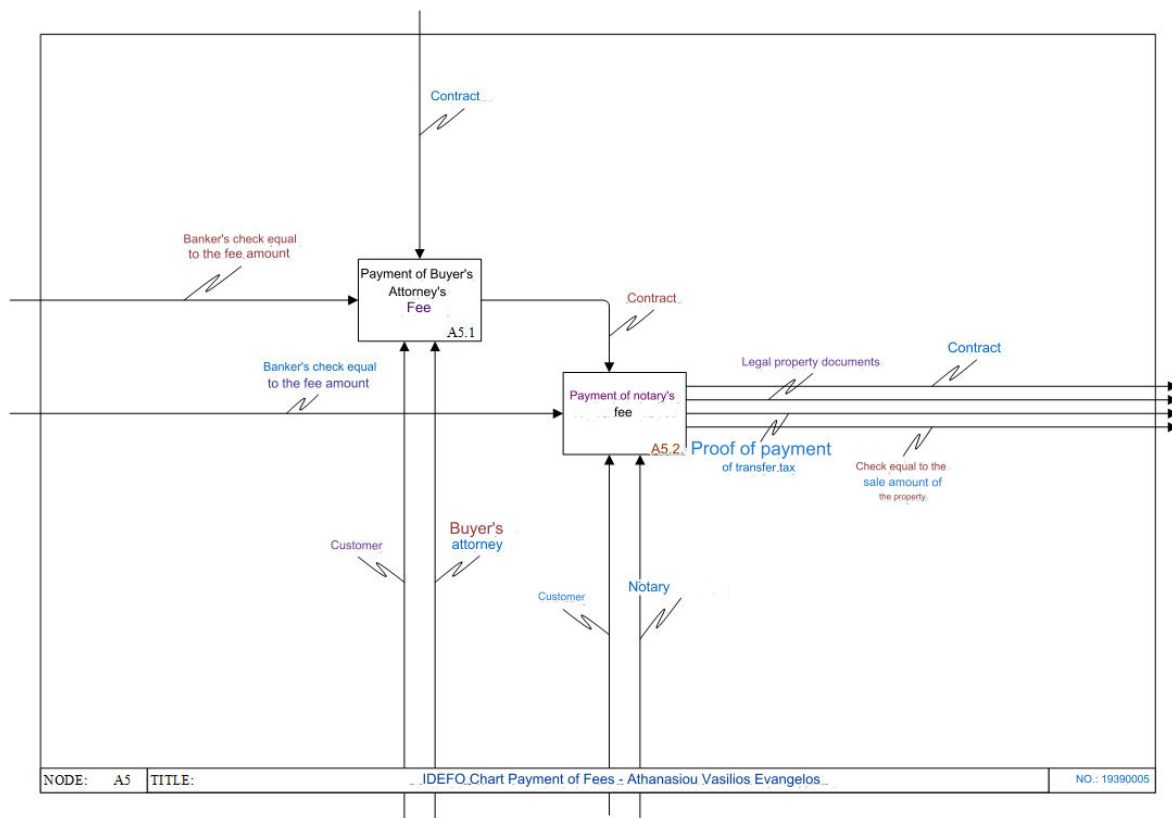 Contract
Banker's check equal
to the fee amount
Payment of Buyer's
Attorney's
Fee
A5.1
Contract
Banker's check equal
to the fee amount
Payment of notary's
fee
A5.2
Legal property documents
Contract
Proof of payment
of transfer tax
Check equal to the
sale amount of
the property
Customer
Buyer's
attorney
Customer
Notary
NODE: A5 TITLE: IDEFO Chart Payment of Fees - Athanasiou Vasilios Evangelos NO.: 19390005